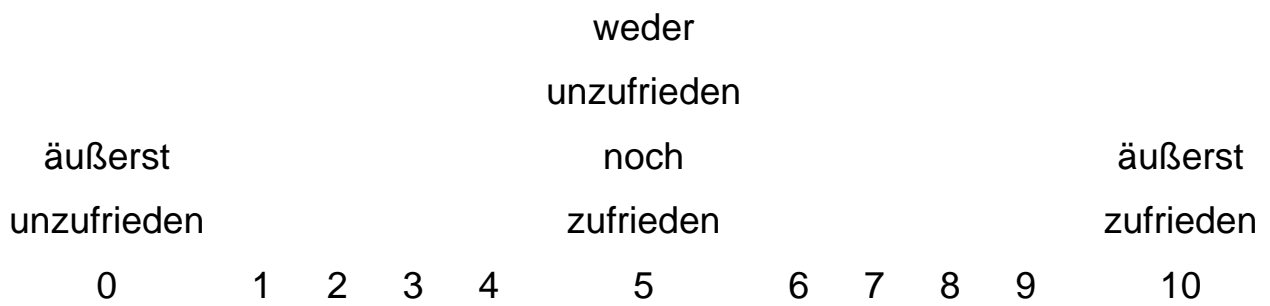 weder
unzufrieden
äußerst noch äußerst
unzufrieden zufrieden zufrieden
0 1 2 3 4 5 6 7 8 9 10